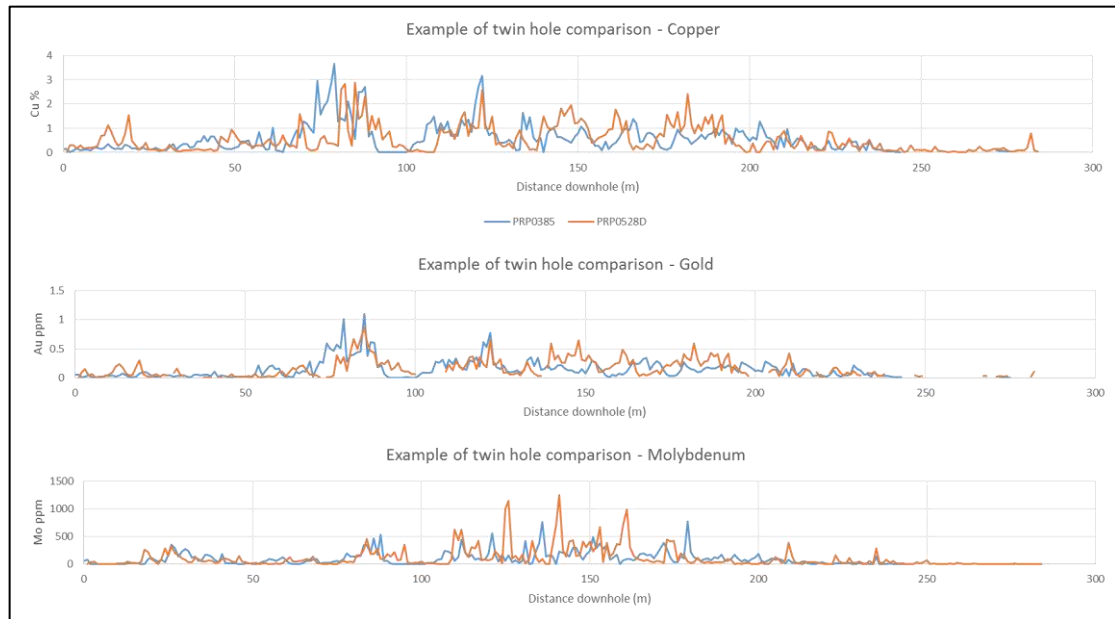 Example of twin hole comparison - Copper
4
3
2
1
0
Cu %
0 50 100 150 200 250 300
Distance downhole (m)
PRP0385 PRP0528D
Example of twin hole comparison - Gold
1.5
1
0.5
0
Au ppm
0 50 100 150 200 250 300
Distance downhole (m)
Example of twin hole comparison - Molybdenum
1500
1000
500
0
Mo ppm
0 50 100 150 200 250 300
Distance downhole (m)